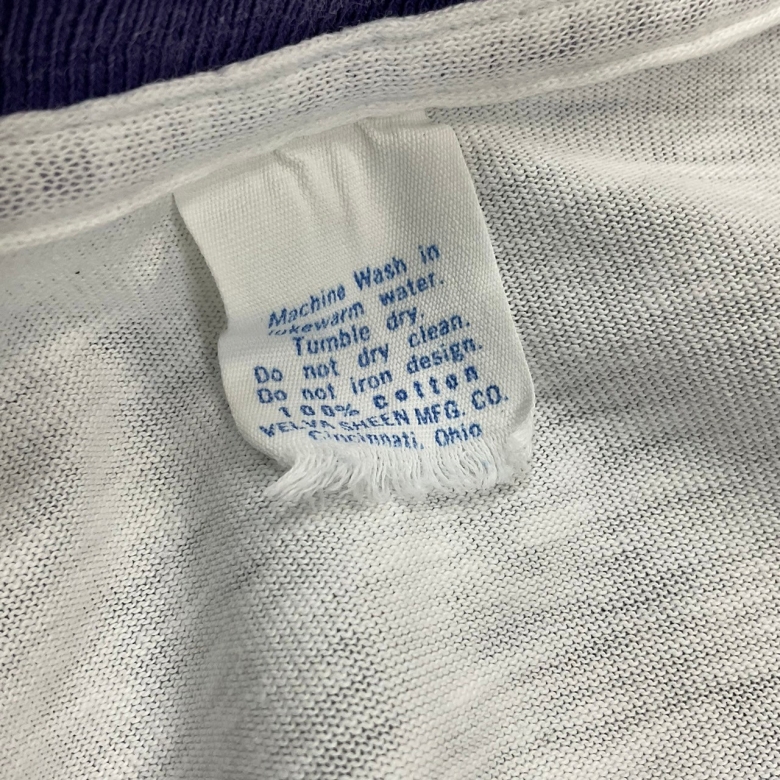 Machine Wash in
lukewarm water.
Tumble dry.
Do not dry clean.
Do not iron design.
100% cotton
VELVA SHEEN MFG. CO.
Cincinnati, Ohio